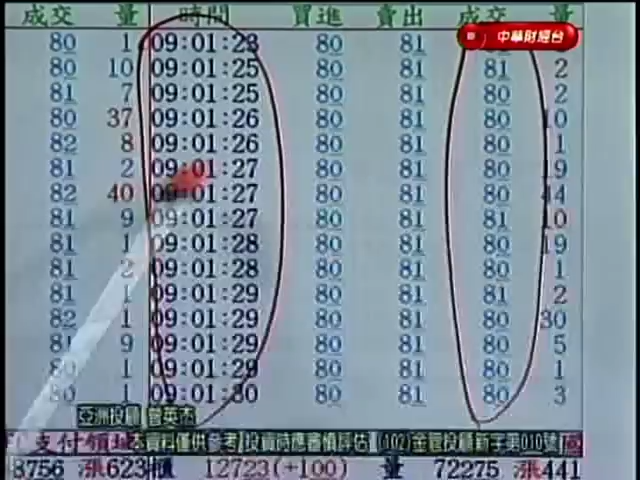 成交 量 時間 買進 賣出 成交 量
中華財經台
80 1 09:01:23 80 81
80 10 09:01:25 80 81 81 2
81 7 09:01:25 80 81 80 2
80 37 09:01:26 80 81 80 10
82 8 09:01:26 80 81 80 1
81 2 09:01:27 80 81 80 19
82 40 09:01:27 80 81 80 44
81 9 09:01:27 80 81 81 10
81 1 09:01:28 80 81 80 19
81 2 09:01:28 80 81 80 1
81 1 09:01:29 80 81 81 2
82 1 09:01:29 80 81 80 30
81 9 09:01:29 80 81 80 5
80 1 09:01:29 80 81 80 1
80 1 09:01:30 80 81 80 3
亞洲投顧
支付領域 本資料僅供參考,投資時應審慎評估 (102)金管投顧新字第010號
8756 漲623 櫃 12723(+100) 量 72275 漲441